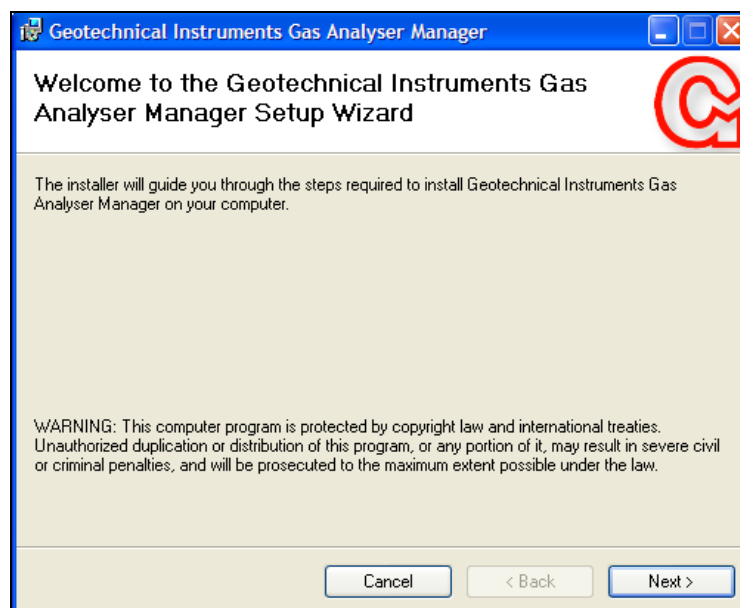 Geotechnical Instruments Gas Analyser Manager
Welcome to the Geotechnical Instruments Gas
Analyser Manager Setup Wizard
The installer will guide you through the steps required to install Geotechnical Instruments Gas
Analyser Manager on your computer.
WARNING: This computer program is protected by copyright law and international treaties.
Unauthorized duplication or distribution of this program, or any portion of it, may result in severe civil
or criminal penalties, and will be prosecuted to the maximum extent possible under the law.
Cancel
< Back
Next >